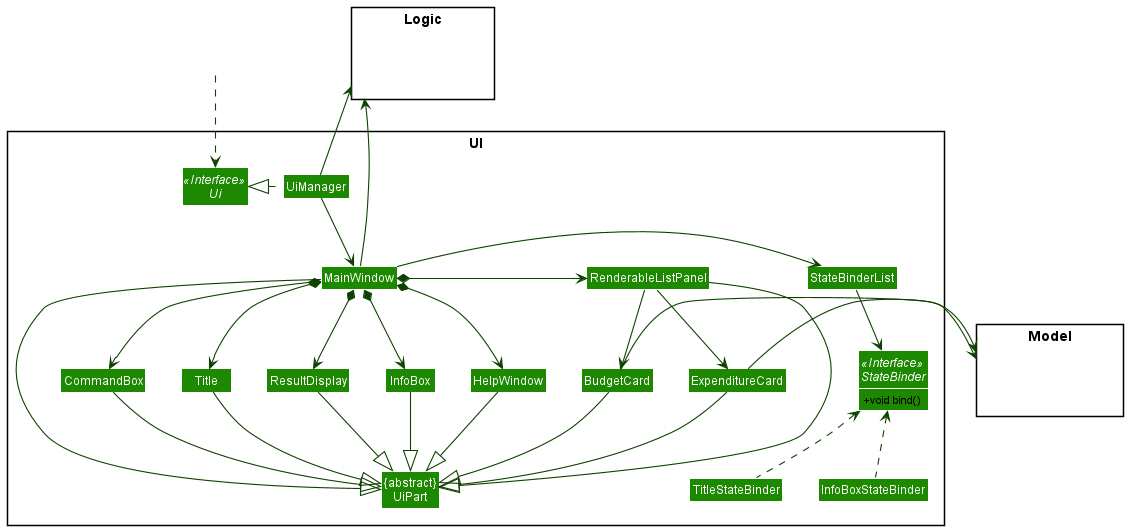 Logic
UI
«Interface»
Ui
UiManager
MainWindow
RenderableListPanel
StateBinderList
Model
«Interface»
StateBinder
+void bind()
CommandBox
Title
ResultDisplay
InfoBox
HelpWindow
BudgetCard
ExpenditureCard
{abstract}
UiPart
TitleStateBinder
InfoBoxStateBinder